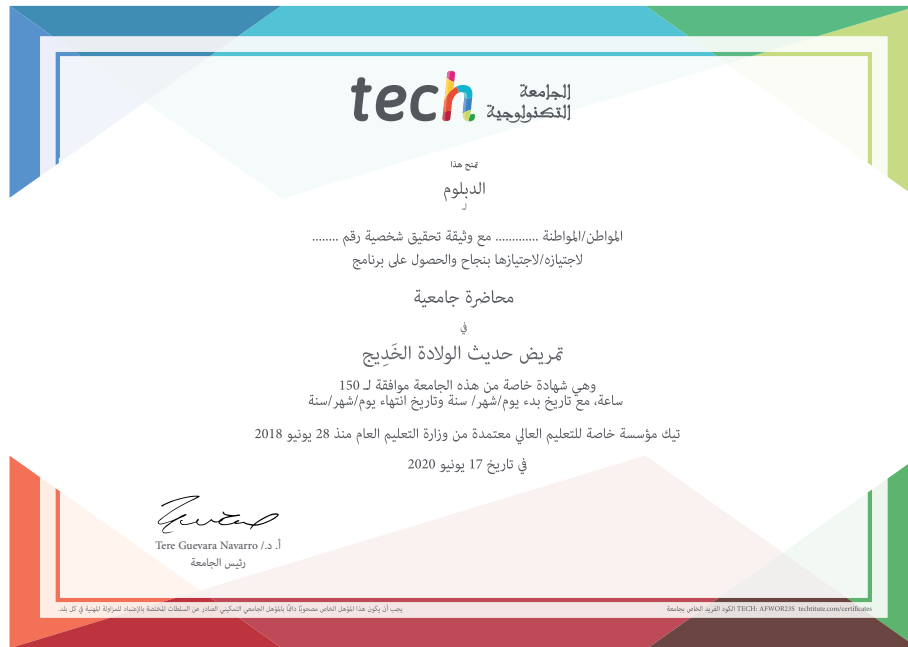 tech الجامعة
التكنولوجية
تمنح هذا
الدبلوم
لـ
المواطن/المواطنة ............. مع وثيقة تحقيق شخصية رقم ........
لاجتيازه/لاجتيازها بنجاح والحصول على برنامج
محاضرة جامعية
في
تمريض حديث الولادة الخَدِيج
وهي شهادة خاصة من هذه الجامعة موافقة لـ 150
ساعة، مع تاريخ بدء يوم/شهر/ سنة وتاريخ انتهاء يوم/شهر/سنة
تيك مؤسسة خاصة للتعليم العالي معتمدة من وزارة التعليم العام منذ 28 يونيو 2018
في تاريخ 17 يونيو 2020
أ. د./ Tere Guevara Navarro
رئيس الجامعة
يجب أن يكون هذا المؤهل الخاص مصحوبًا دائمًا بالمؤهل الجامعي التمكيني الصادر عن السلطات المختصة بالإعتماد للمزاولة المهنية في كل بلد.
الكود الفريد الخاص بجامعة TECH: AFWOR23S techtitute.com/certificates